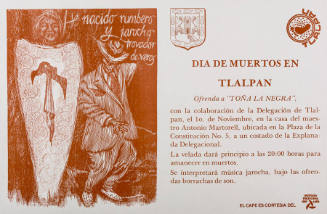 He nacido rumbero
y jarocho
trovador
de veras
DIA DE MUERTOS EN
TLALPAN
Ofrenda a "TOÑA LA NEGRA",
con la colaboración de la Delegación de Tlal-
pan, el 1o. de Noviembre, en la casa del maes-
tro Antonio Martorell, ubicada en la Plaza de la
Constitución No. 5, a un costado de la Explana-
da Delegacional.
La velada dará principio a las 20:00 horas para
amanecer en muertos.
Se interpretará música jarocha, bajo las ofren-
das borrachas de son.
EL CAFE ES CORTESIA DEL